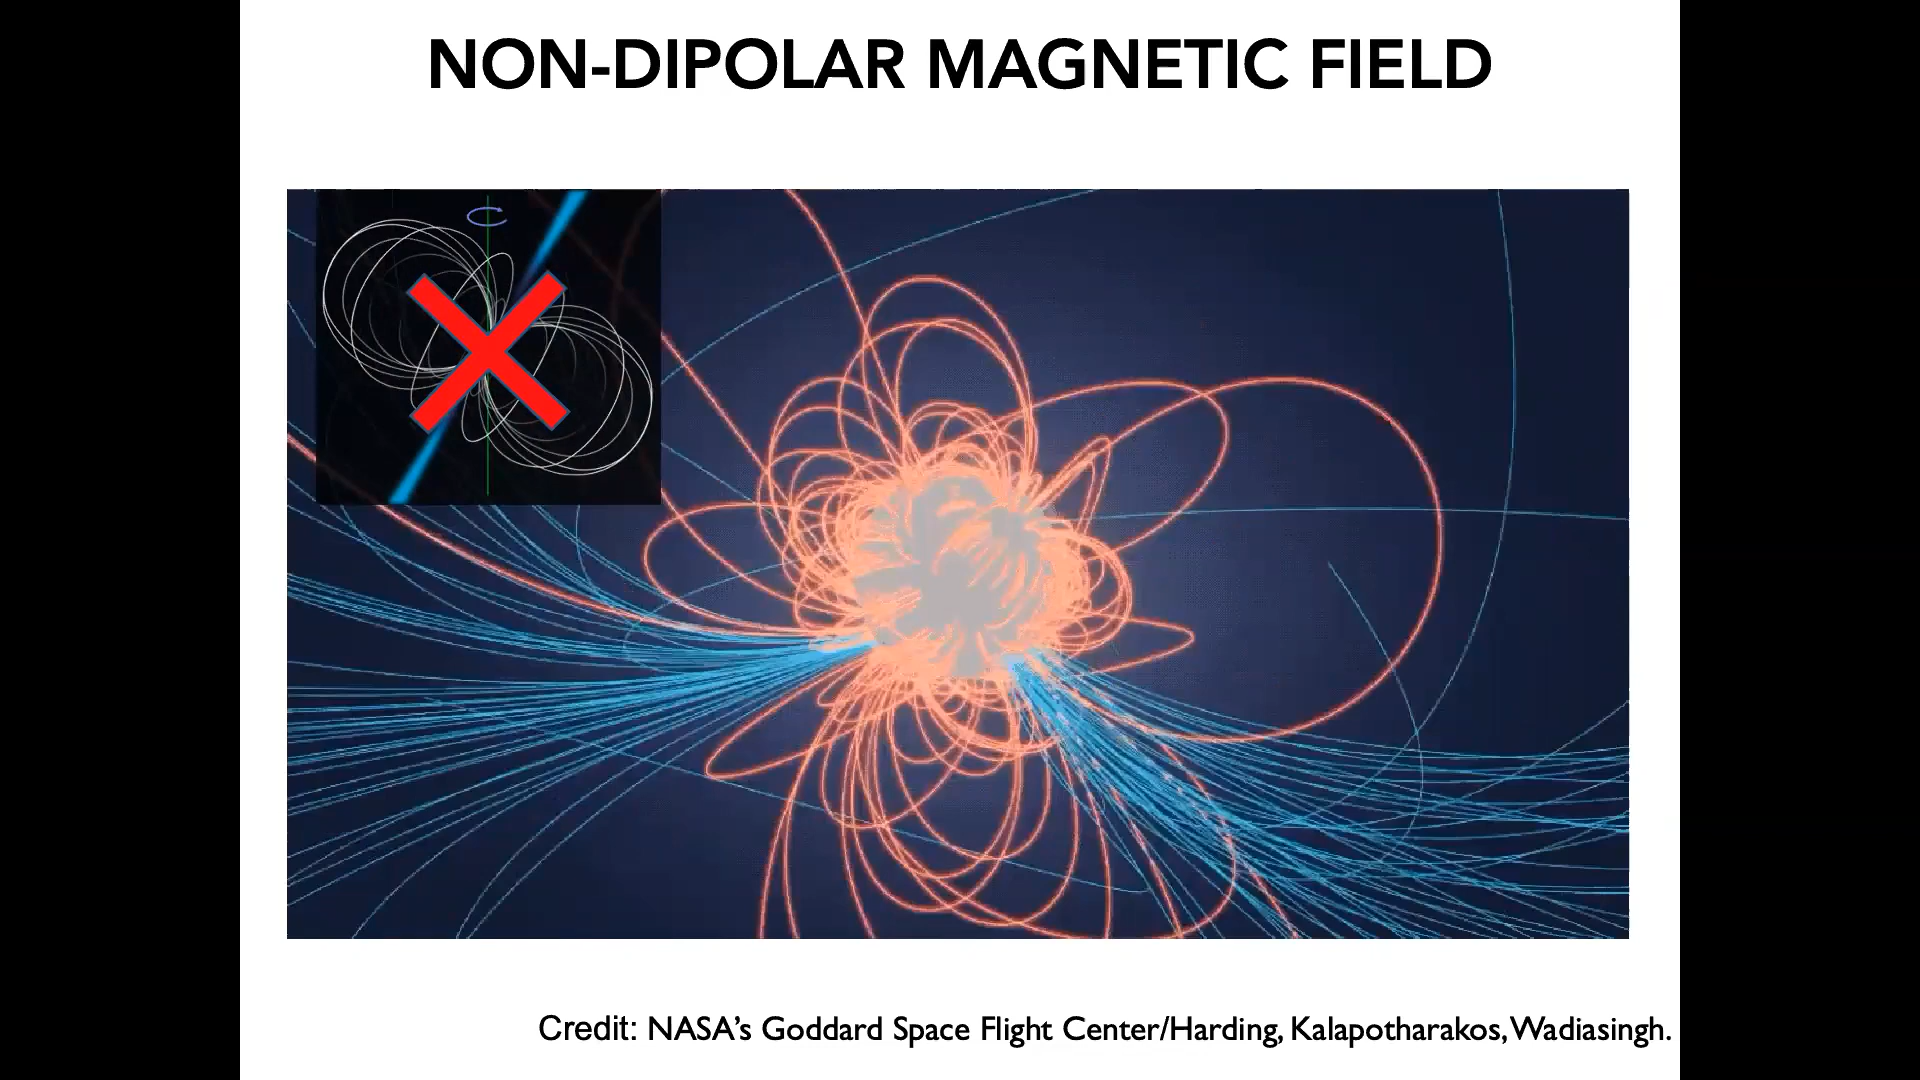 NON-DIPOLAR MAGNETIC FIELD
Credit: NASA’s Goddard Space Flight Center/Harding, Kalapotharakos, Wadiasingh.